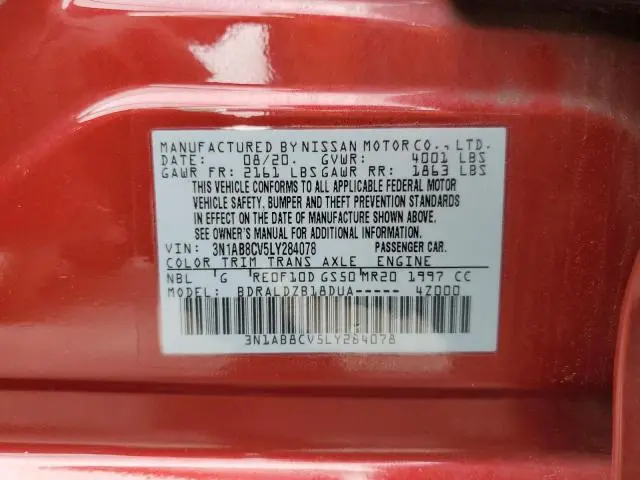 MANUFACTURED BY NISSAN MOTOR CO., LTD.
DATE: 08/20. GVWR: 4001 LBS
GAWR FR: 2161 LBS GAWR RR: 1863 LBS
THIS VEHICLE CONFORMS TO ALL APPLICABLE FEDERAL MOTOR
VEHICLE SAFETY, BUMPER AND THEFT PREVENTION STANDARDS
IN EFFECT ON THE DATE OF MANUFACTURE SHOWN ABOVE.
SEE OWNER'S MANUAL FOR ADDITIONAL INFORMATION.
VIN: 3N1AB8CV5LY284078 PASSENGER CAR.
COLOR TRIM TRANS AXLE ENGINE
NBL G RE0F10D GS50 MR20 1997 CC
MODEL: BDRALDZB18DUA----- 4Z000
3N1AB8CV5LY284078